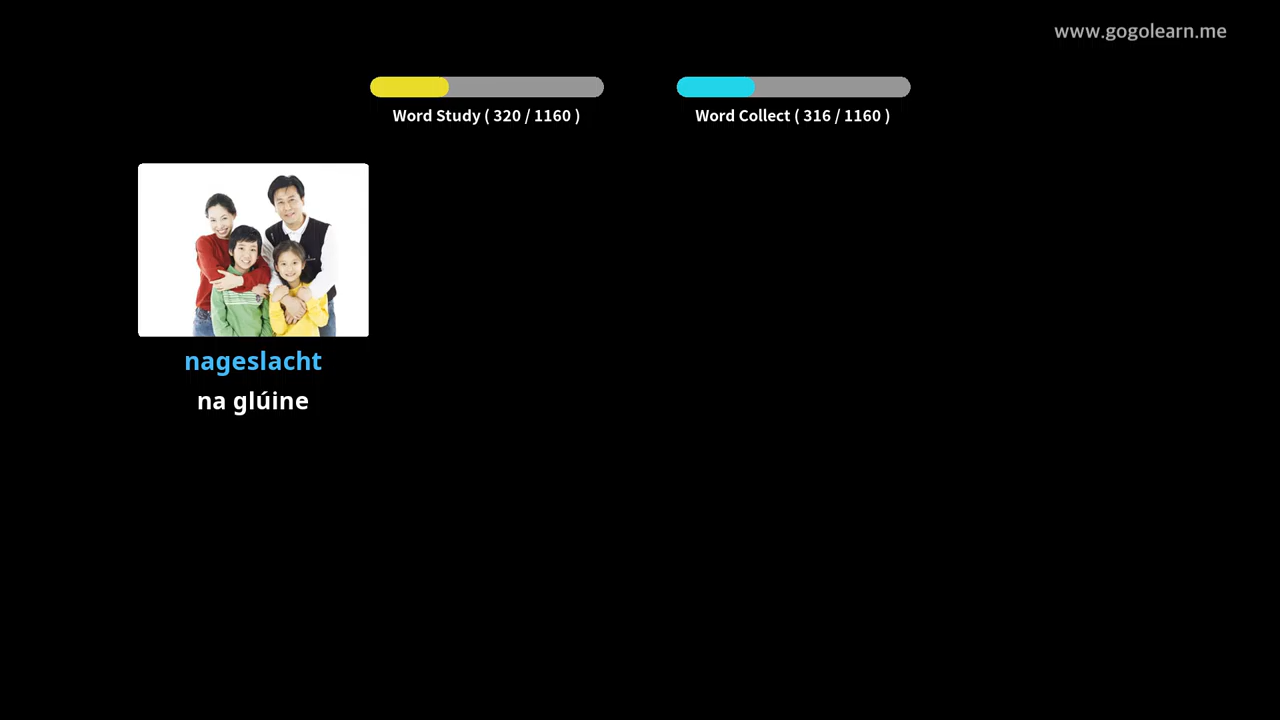 www.gogolearn.me
Word Study ( 320 / 1160 )
Word Collect ( 316 / 1160 )
nageslacht
na glúine